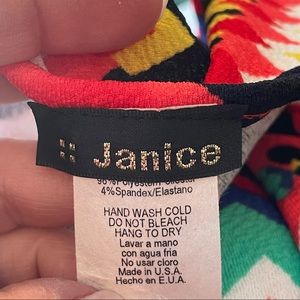 Janice
4%Spandex/Elastano
HAND WASH COLD
DO NOT BLEACH
HANG TO DRY
Lavar a mano
con agua fria
No usar cloro
Made in U.S.A.
Hecho en E.U.A.